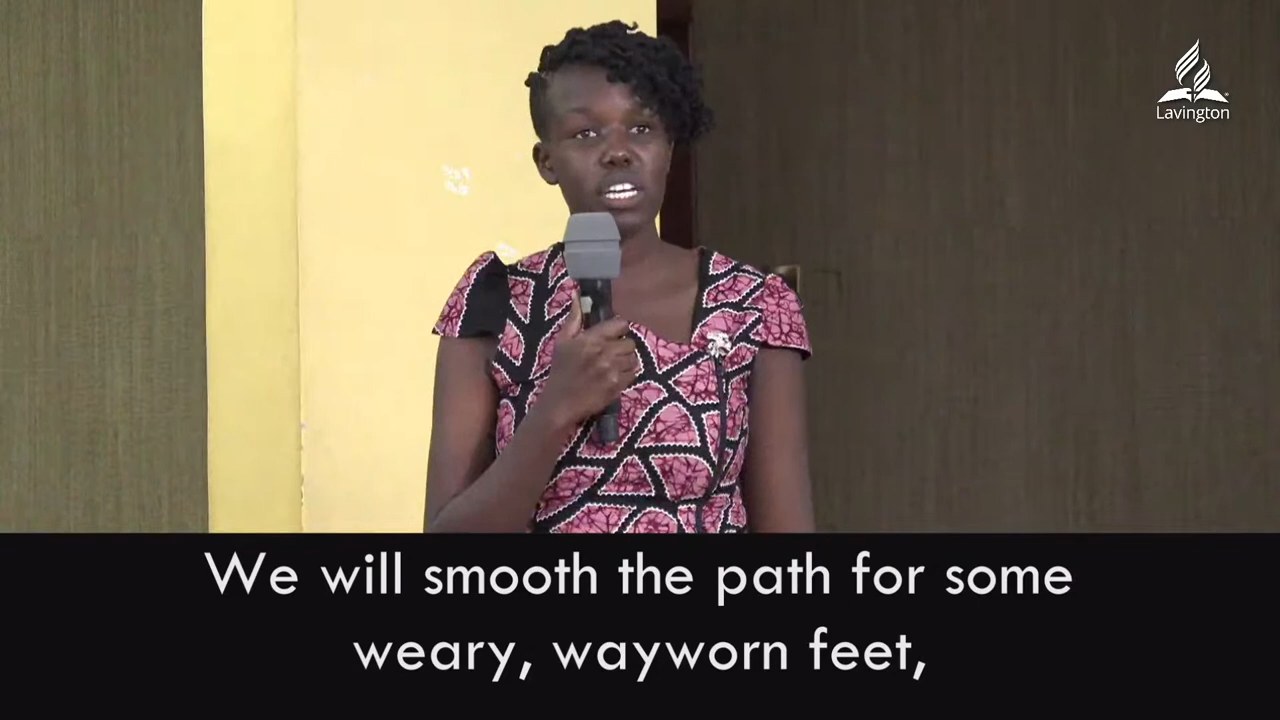 Lavington
We will smooth the path for some
weary, wayworn feet,